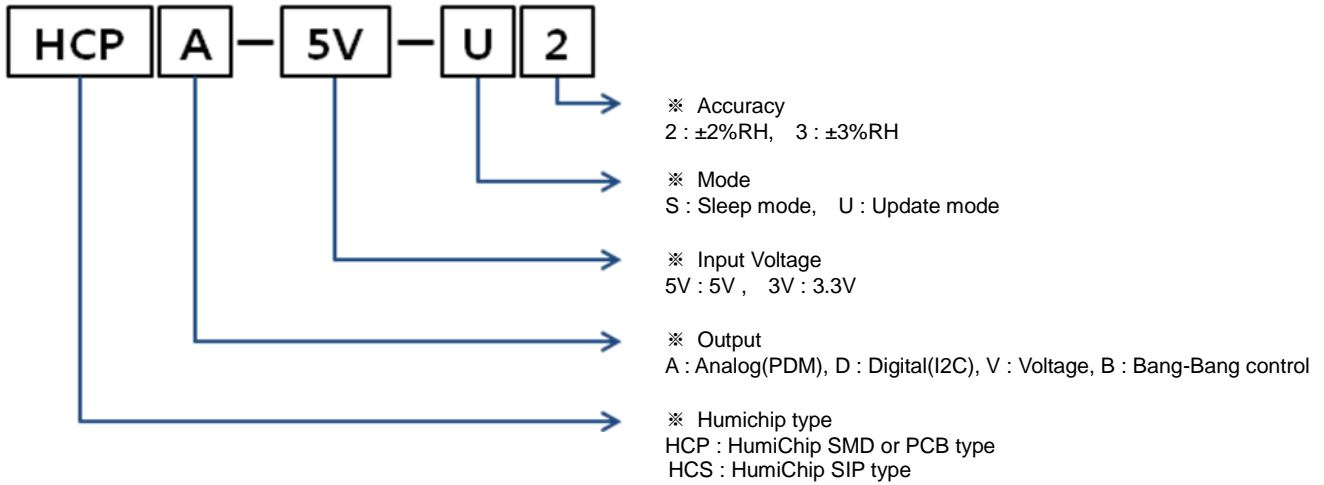 HCP A – 5V – U 2
※ Accuracy
2 : ±2%RH, 3 : ±3%RH
※ Mode
S : Sleep mode, U : Update mode
※ Input Voltage
5V : 5V , 3V : 3.3V
※ Output
A : Analog(PDM), D : Digital(I2C), V : Voltage, B : Bang-Bang control
※ Humichip type
HCP : HumiChip SMD or PCB type
HCS : HumiChip SIP type